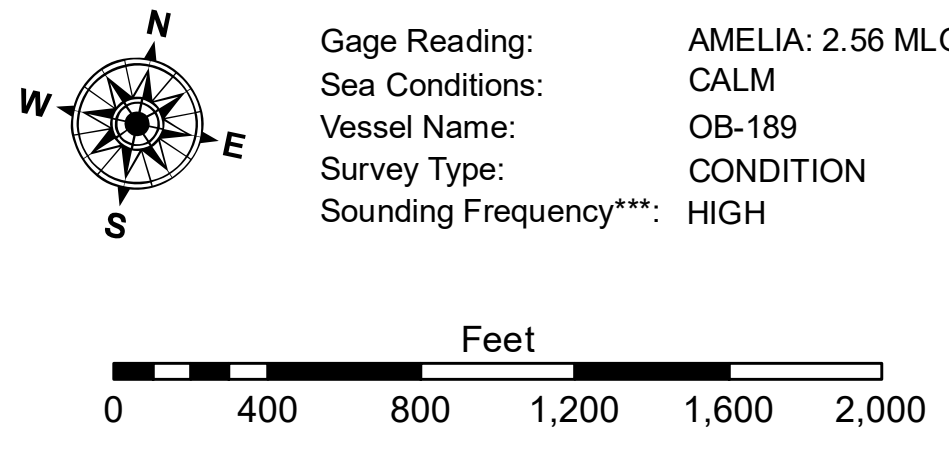 N
W
E
S
Gage Reading: AMELIA: 2.56 MLG
Sea Conditions: CALM
Vessel Name: OB-189
Survey Type: CONDITION
Sounding Frequency***: HIGH
Feet
0 400 800 1,200 1,600 2,000